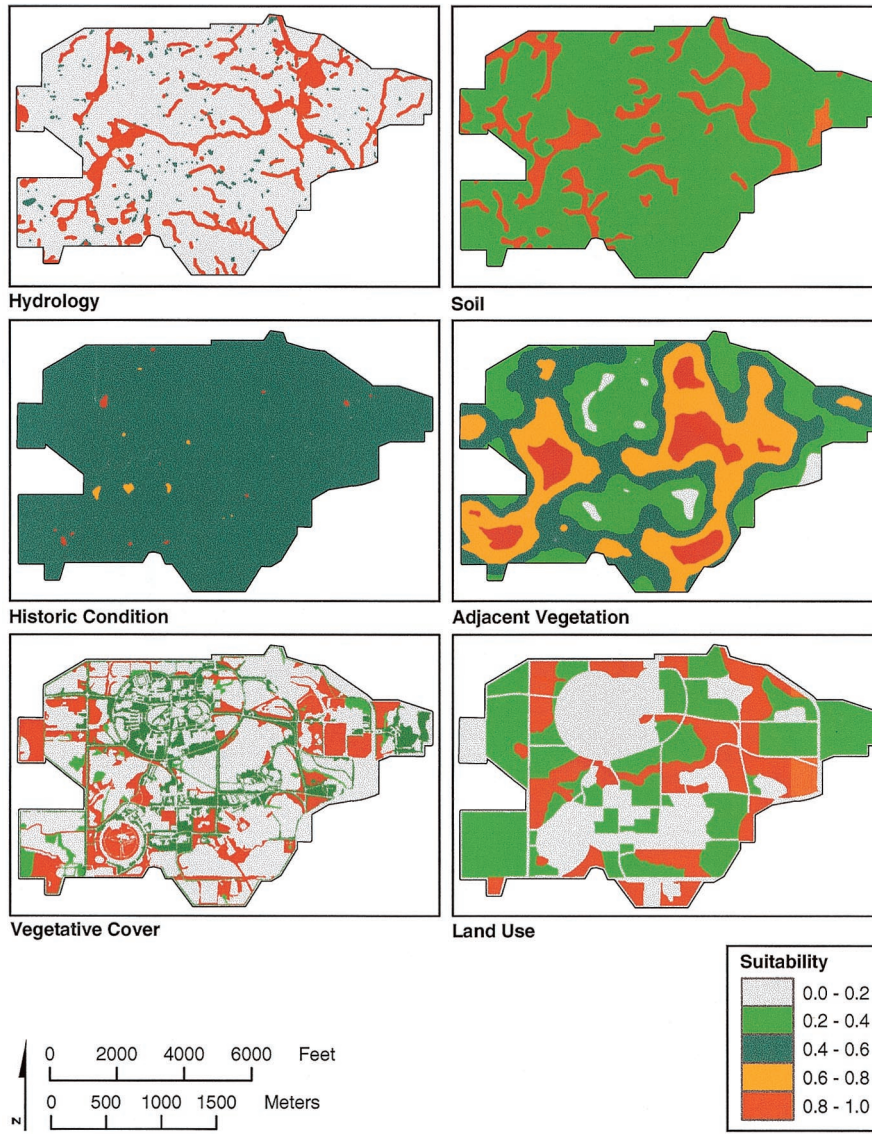 Hydrology
Soil
Historic Condition
Adjacent Vegetation
Vegetative Cover
Land Use
Suitability
0.0 - 0.2
0.2 - 0.4
0.4 - 0.6
0.6 - 0.8
0.8 - 1.0
0 2000 4000 6000 Feet
0 500 1000 1500 Meters
N